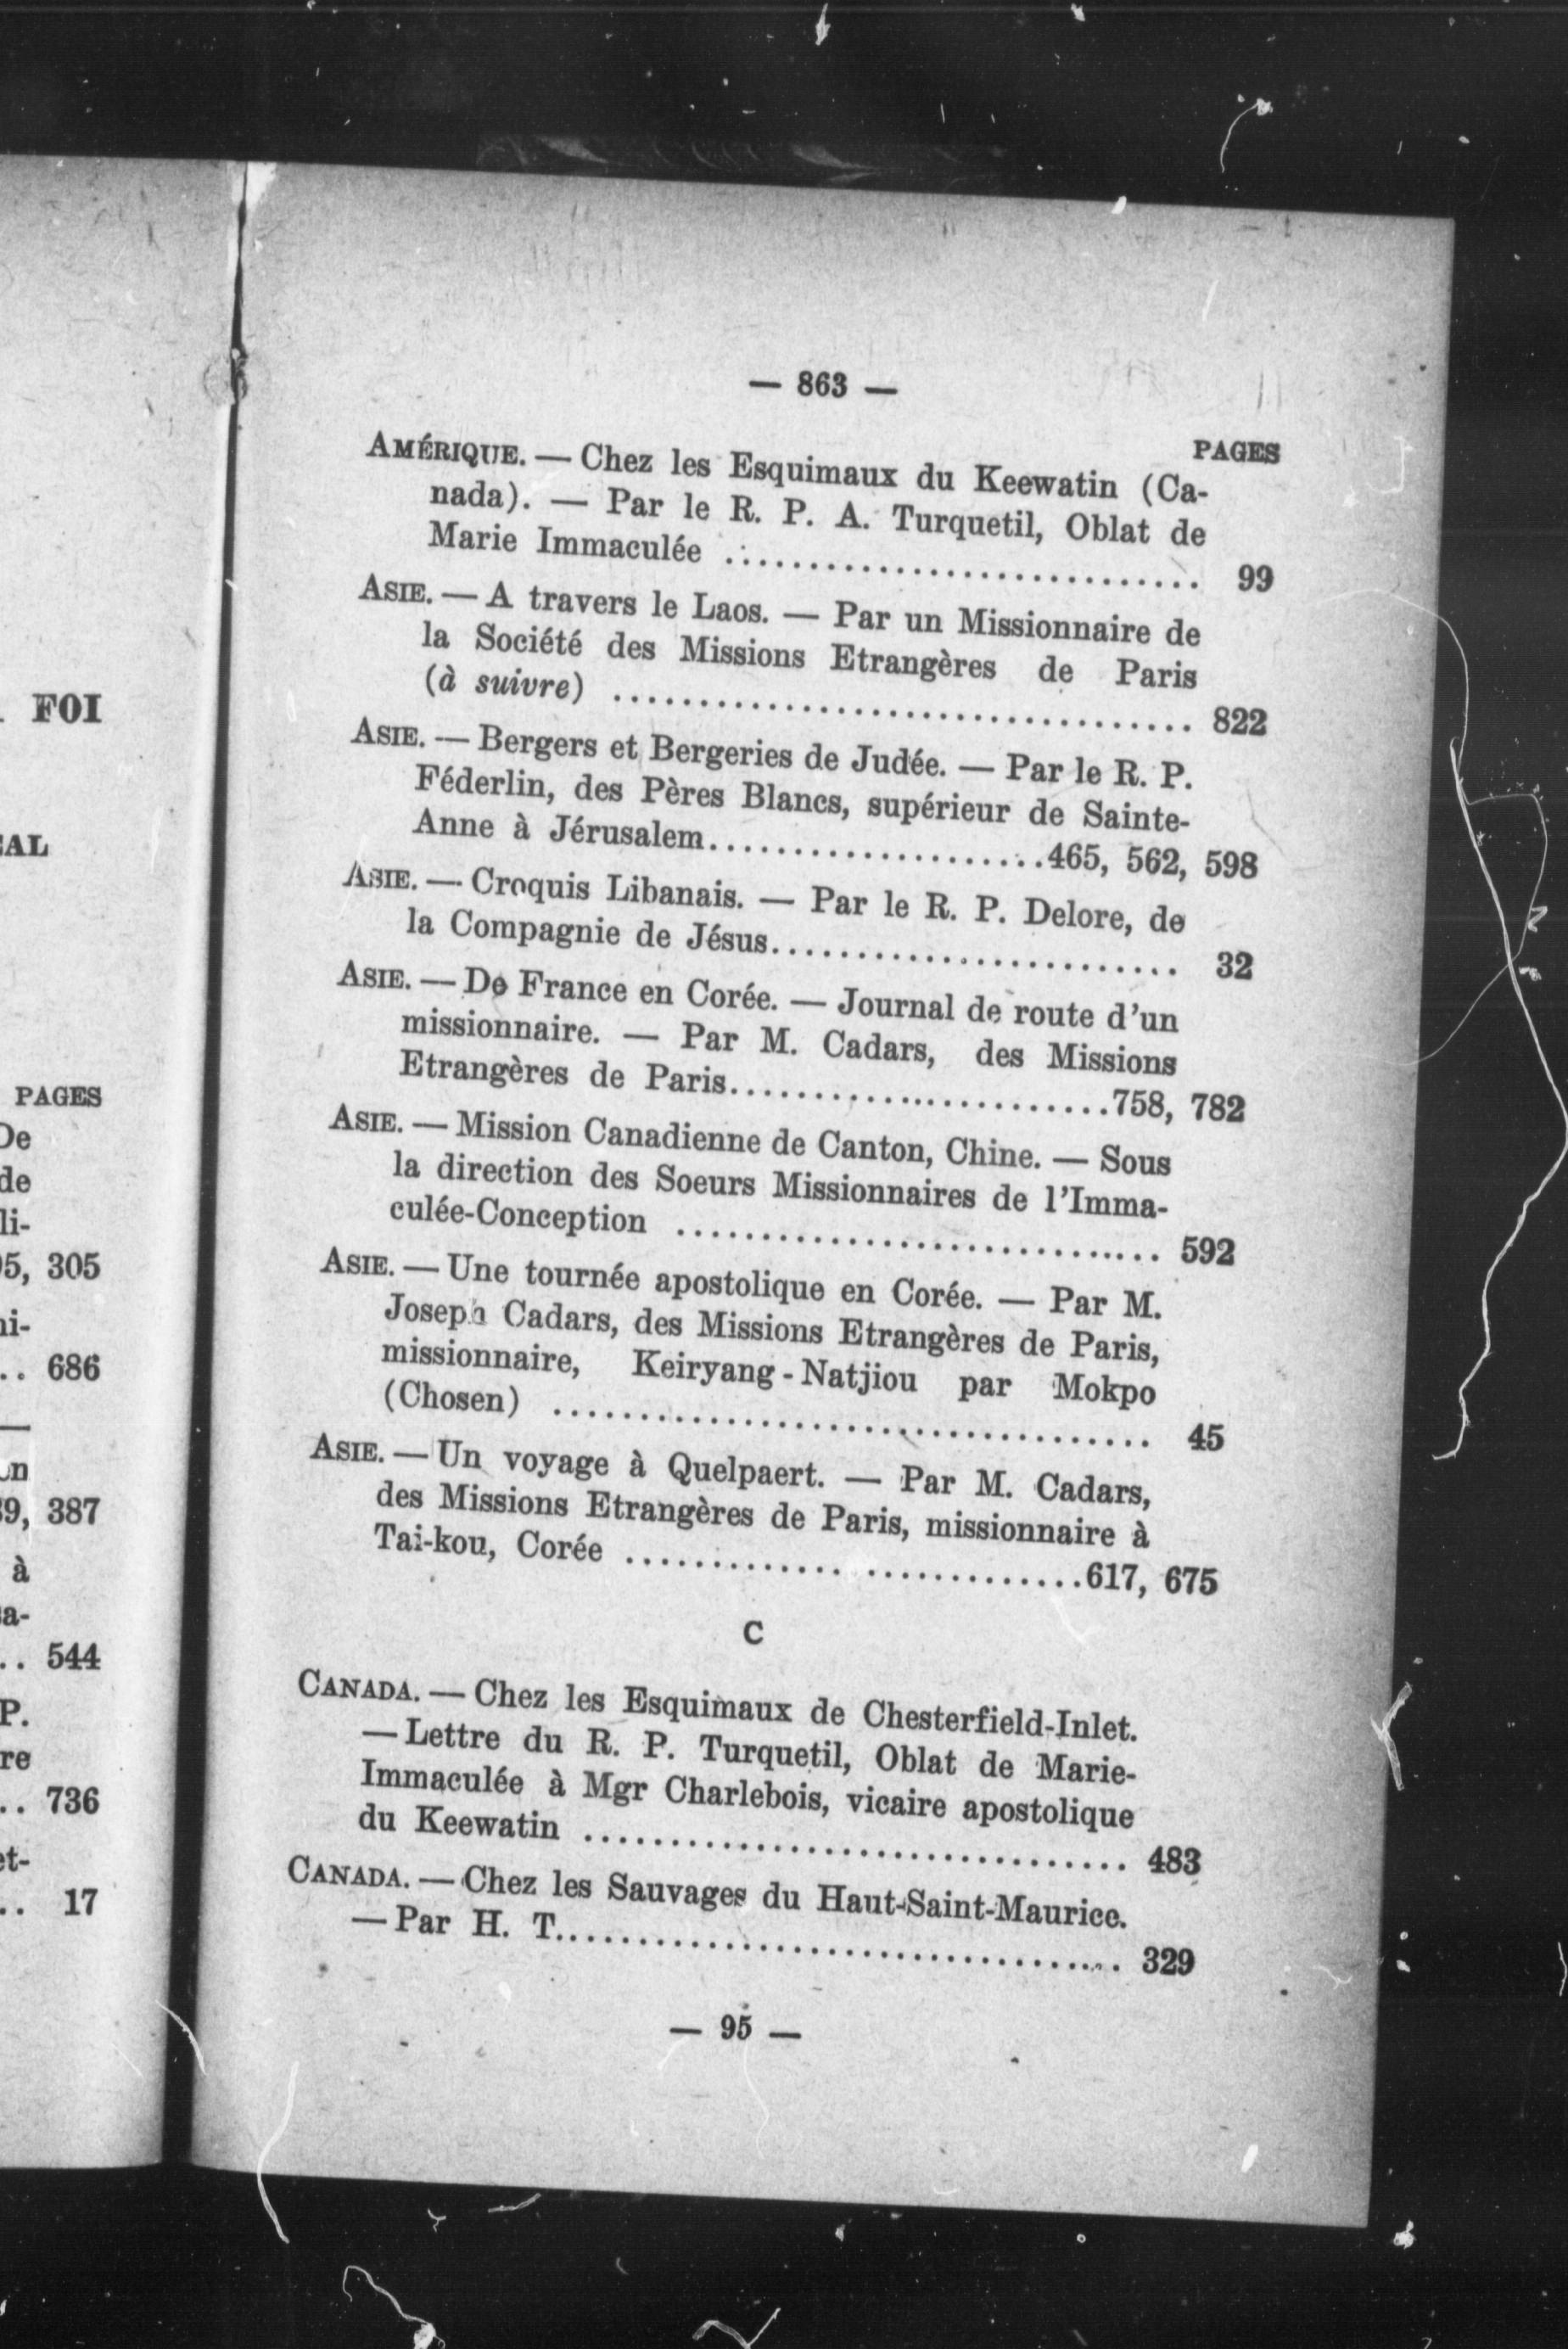 FOI
PAGES
De
de
li-
305
686
387
à
544
P.
re
736
17
— 863 —
PAGES
AMÉRIQUE. — Chez les Esquimaux du Keewatin (Ca-
nada). — Par le R. P. A. Turquetil, Oblat de
Marie Immaculée .............................. 99
ASIE. — A travers le Laos. — Par un Missionnaire de
la Société des Missions Etrangères de Paris
(à suivre) .................................... 822
ASIE. — Bergers et Bergeries de Judée. — Par le R. P.
Féderlin, des Pères Blancs, supérieur de Sainte-
Anne à Jérusalem.....................465, 562, 598
ASIE. — Croquis Libanais. — Par le R. P. Delore, de
la Compagnie de Jésus......................... 32
ASIE. — De France en Corée. — Journal de route d'un
missionnaire. — Par M. Cadars, des Missions
Etrangères de Paris........................758, 782
ASIE. — Mission Canadienne de Canton, Chine. — Sous
la direction des Soeurs Missionnaires de l'Imma-
culée-Conception .............................. 592
ASIE. — Une tournée apostolique en Corée. — Par M.
Joseph Cadars, des Missions Etrangères de Paris,
missionnaire, Keiryang-Natjiou par Mokpo
(Chosen) ..................................... 45
ASIE. — Un voyage à Quelpaert. — Par M. Cadars,
des Missions Etrangères de Paris, missionnaire à
Tai-kou, Corée ............................617, 675
C
CANADA. — Chez les Esquimaux de Chesterfield-Inlet.
— Lettre du R. P. Turquetil, Oblat de Marie-
Immaculée à Mgr Charlebois, vicaire apostolique
du Keewatin .................................. 483
CANADA. — Chez les Sauvages du Haut-Saint-Maurice.
— Par H. T................................... 329
— 95 —